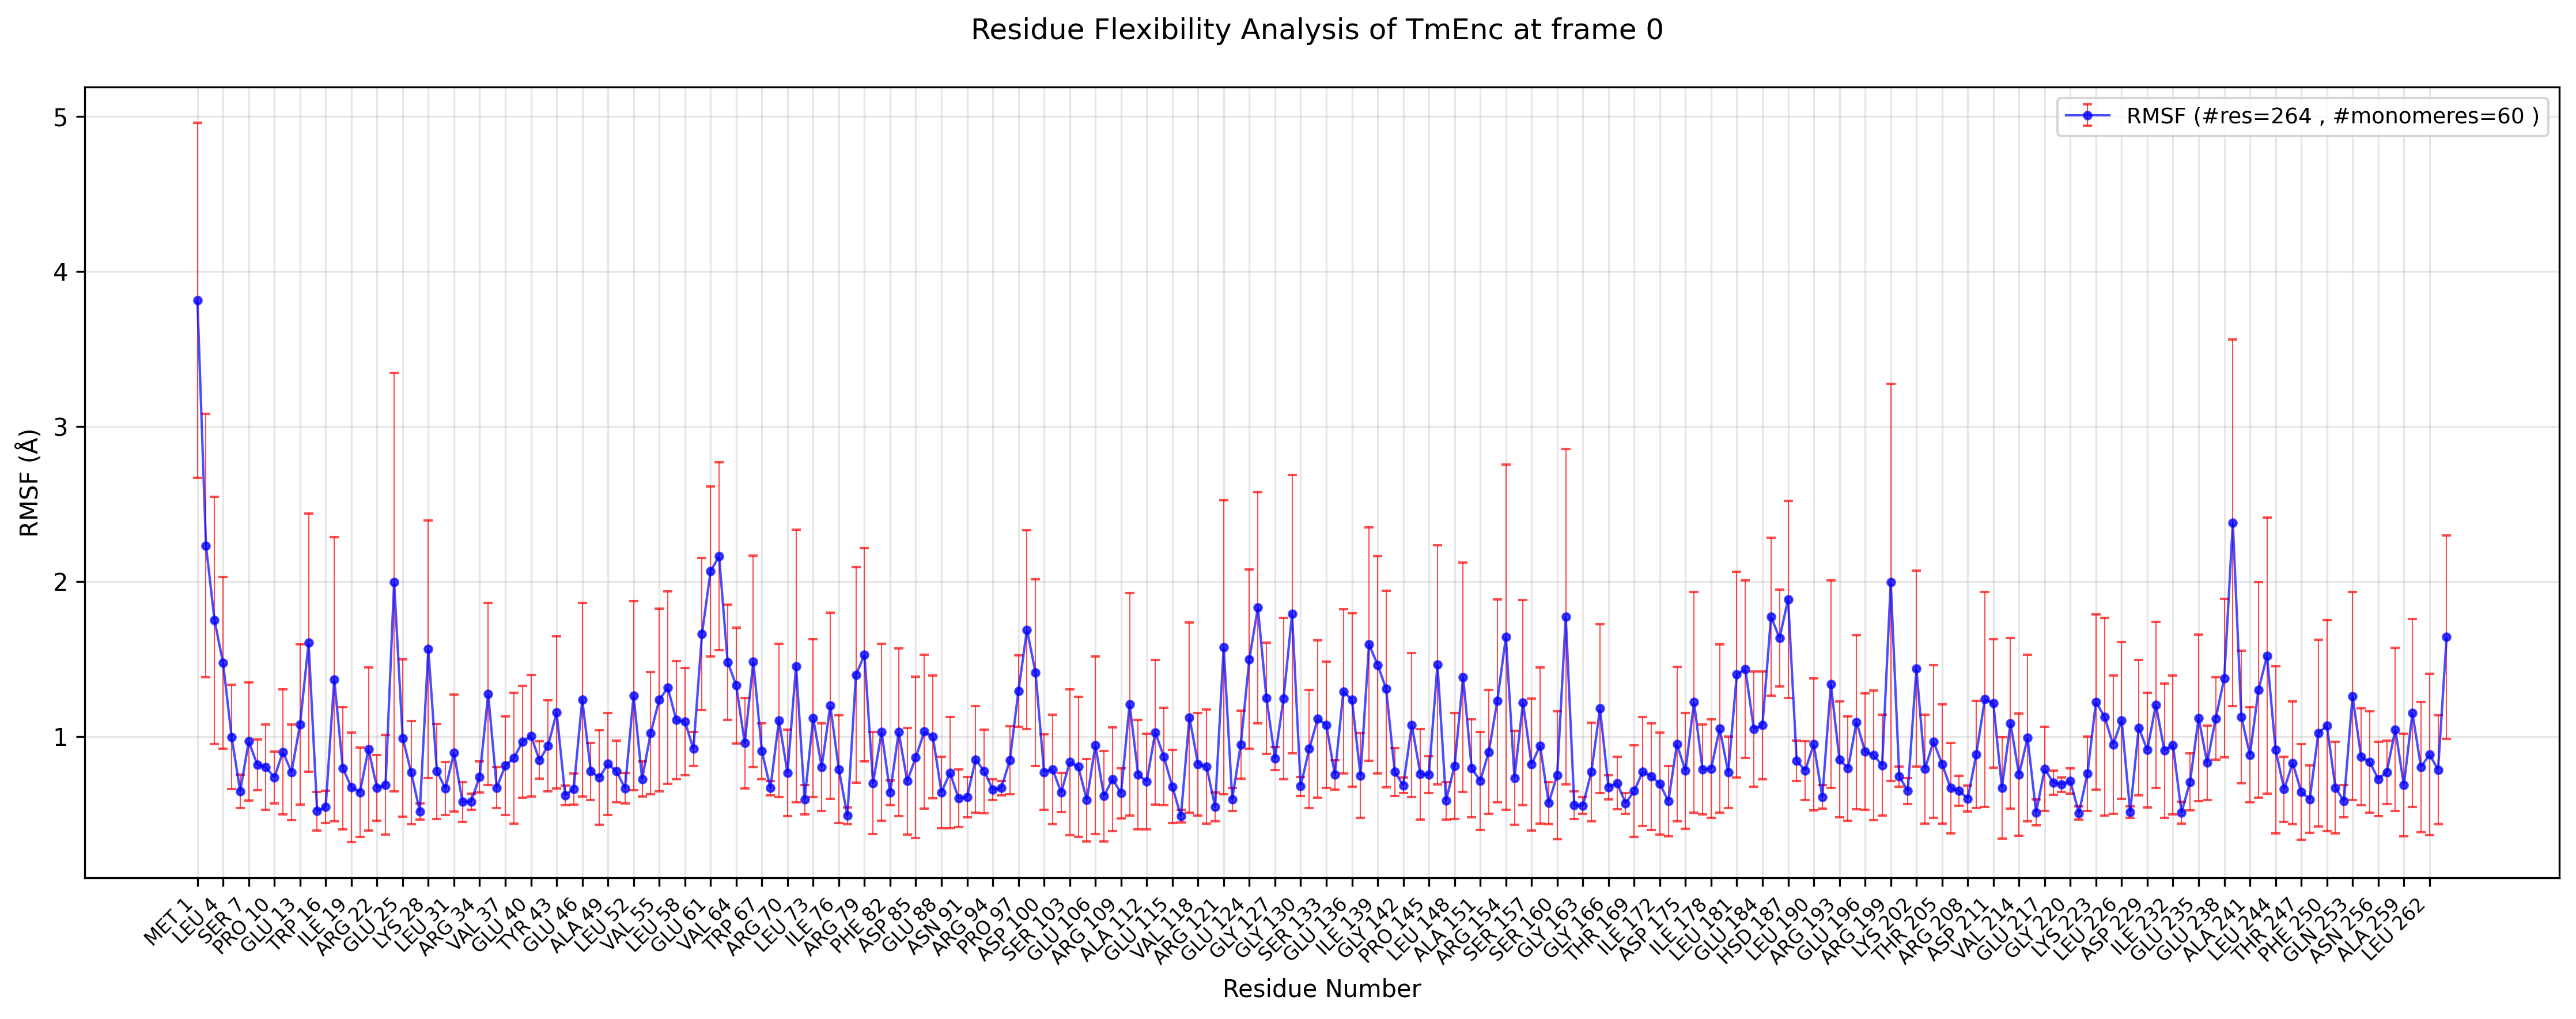 Residue Flexibility Analysis of TmEnc at frame 0
RMSF (#res=264 , #monomeres=60 )
5
4
3
2
1
RMSF (Å)
MET 1
LEU 4
SER 7
PRO 10
GLU 13
TRP 16
ILE 19
ARG 22
GLU 25
LYS 28
LEU 31
ARG 34
VAL 37
GLU 40
TYR 43
GLU 46
ALA 49
LEU 52
VAL 55
LEU 58
GLU 61
VAL 64
TRP 67
ARG 70
LEU 73
ILE 76
ARG 79
PHE 82
ASP 85
GLU 88
ASN 91
ARG 94
PRO 97
ASP 100
SER 103
GLU 106
ARG 109
ALA 112
GLU 115
VAL 118
ARG 121
GLU 124
GLY 127
GLY 130
SER 133
GLU 136
ILE 139
GLY 142
PRO 145
LEU 148
ALA 151
ARG 154
SER 157
SER 160
GLY 163
GLY 166
THR 169
ILE 172
ASP 175
ILE 178
LEU 181
GLU 184
HSD 187
LEU 190
ARG 193
GLU 196
ARG 199
LYS 202
THR 205
ARG 208
ASP 211
VAL 214
GLU 217
GLY 220
LYS 223
LEU 226
ASP 229
ILE 232
GLU 235
GLU 238
ALA 241
LEU 244
THR 247
PHE 250
GLN 253
ASN 256
ALA 259
LEU 262
Residue Number